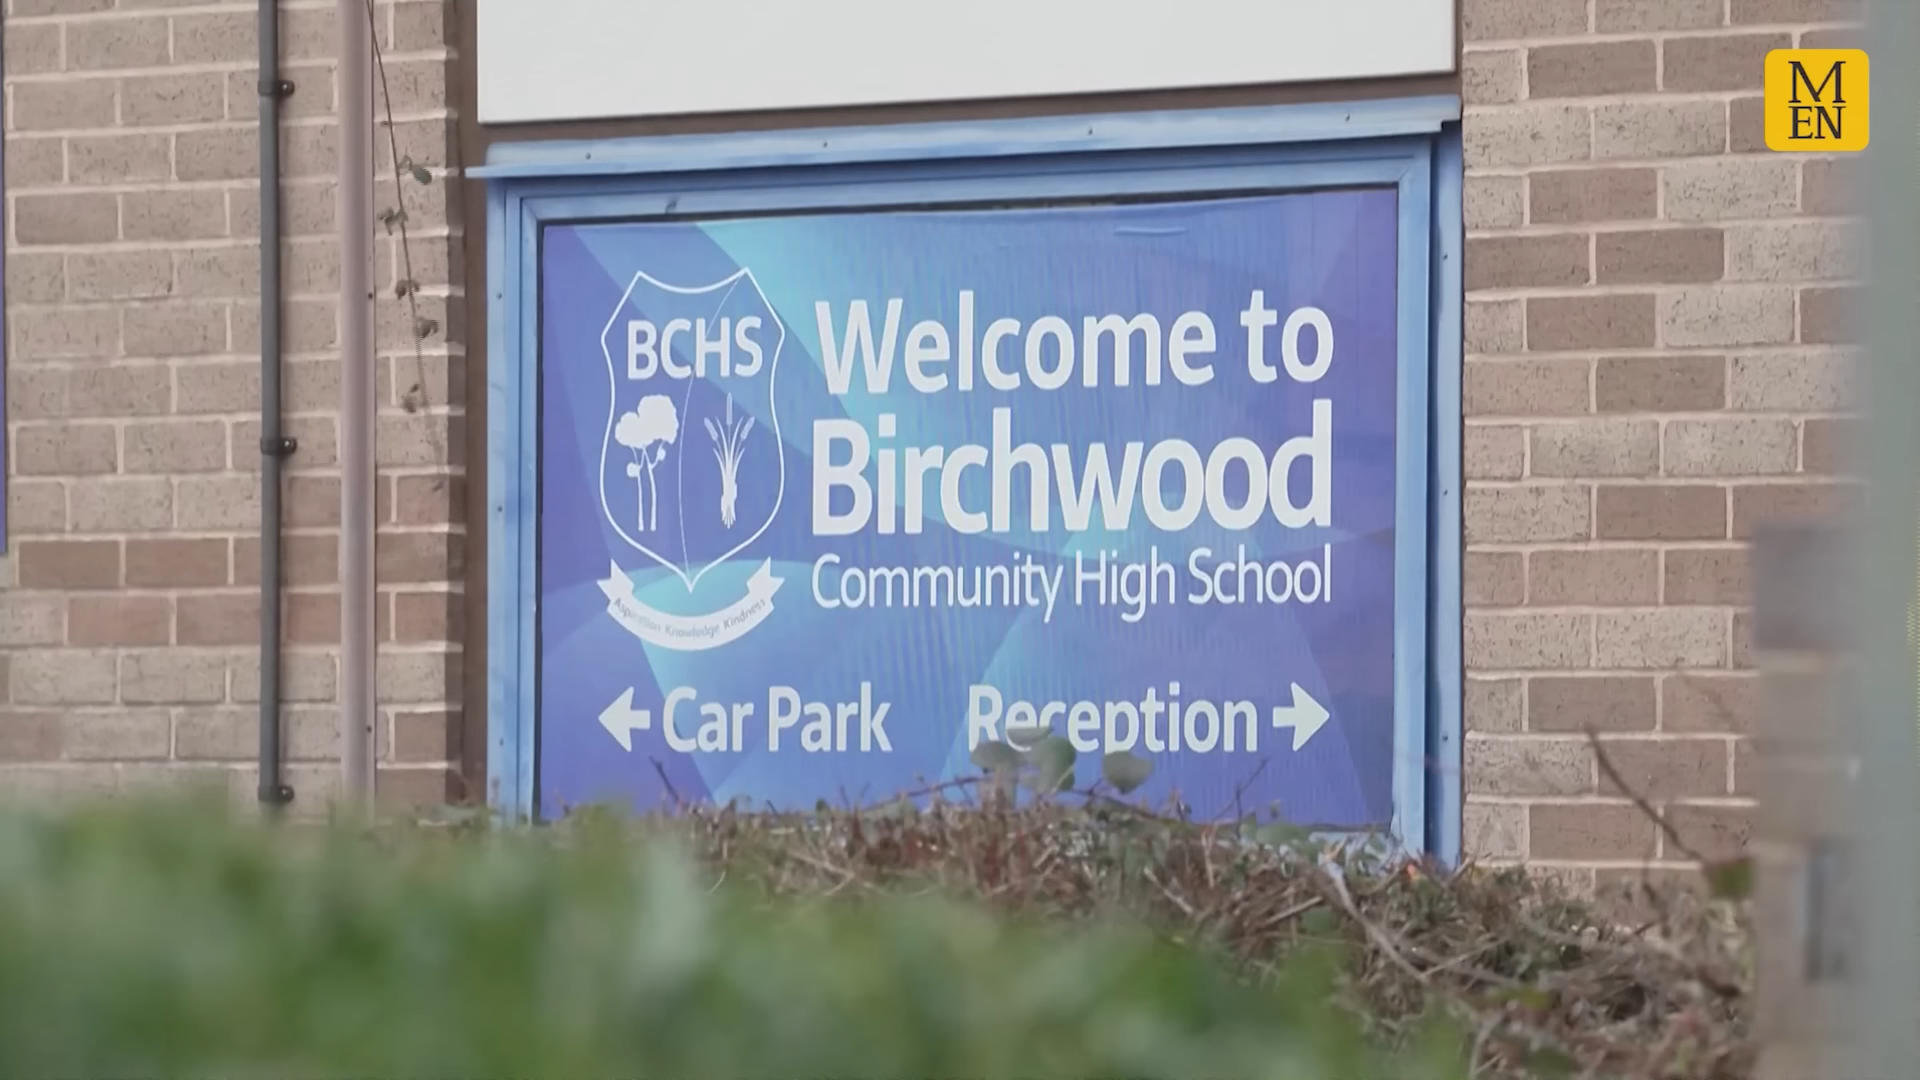 M
EN
BCHS
Welcome to
Birchwood
Community High School
Aspiration Knowledge Kindness
← Car Park Reception →